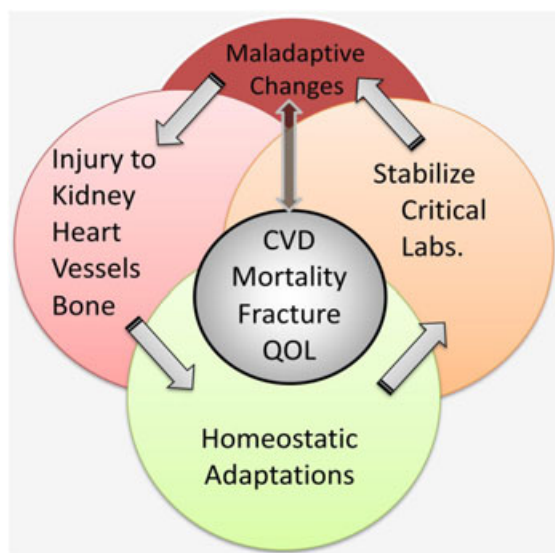 Maladaptive
Changes
Injury to
Kidney
Heart
Vessels
Bone
Stabilize
Critical
Labs.
CVD
Mortality
Fracture
QOL
Homeostatic
Adaptations